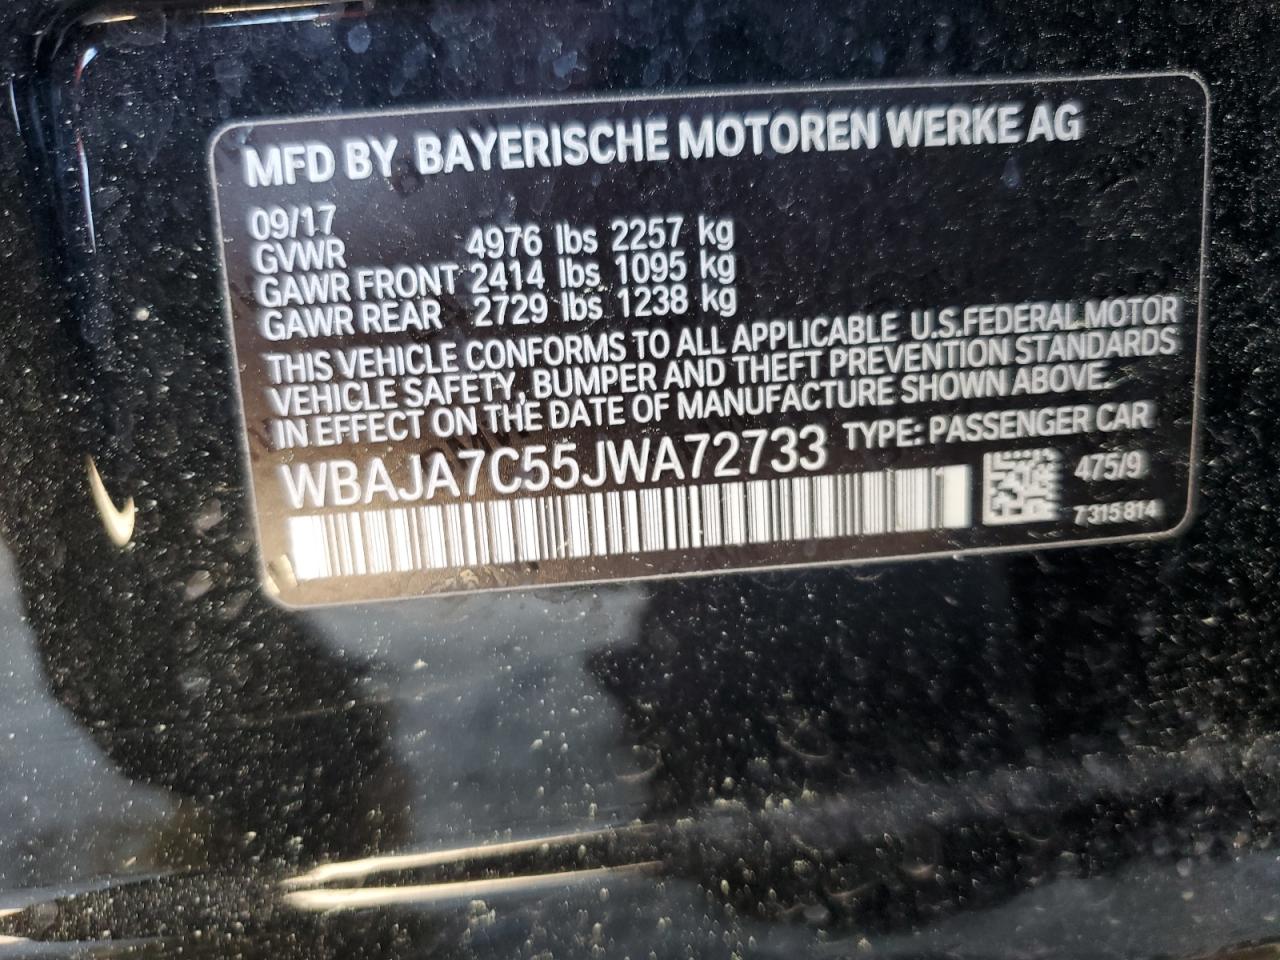 MFD BY BAYERISCHE MOTOREN WERKE AG
09/17
GVWR 4976 lbs 2257 kg
GAWR FRONT 2414 lbs 1095 kg
GAWR REAR 2729 lbs 1238 kg
THIS VEHICLE CONFORMS TO ALL APPLICABLE U.S.FEDERAL MOTOR
VEHICLE SAFETY, BUMPER AND THEFT PREVENTION STANDARDS
IN EFFECT ON THE DATE OF MANUFACTURE SHOWN ABOVE.
WBAJA7C55JWA72733 TYPE: PASSENGER CAR
1 475/9
7 315 814